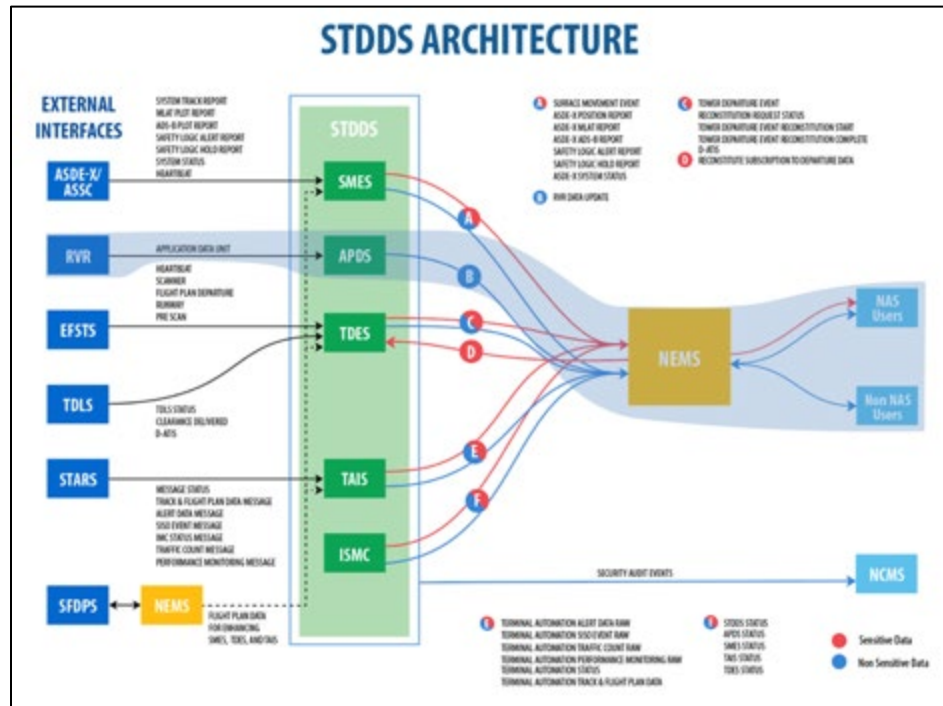 STDDS ARCHITECTURE
EXTERNAL
INTERFACES
SYSTEM TRACK REPORT
MLAT PLOT REPORT
ADS-B PLOT REPORT
SAFETY LOGIC ALERT REPORT
SAFETY LOGIC HOLD REPORT
SYSTEM STATUS
HEARTBEAT
ASDE-X/
ASSC
RVR
APPLICATION DATA UNIT
HEARTBEAT
SCANNER
FLIGHT PLAN DEPARTURE
RUNWAY
PRE SCAN
EFSTS
TDLS
TDLS STATUS
CLEARANCE DELIVERED
D-ATIS
STARS
MESSAGE STATUS
TRACK & FLIGHT PLAN DATA MESSAGE
ALERT DATA MESSAGE
SISO EVENT MESSAGE
IMC STATUS MESSAGE
TRAFFIC COUNT MESSAGE
PERFORMANCE MONITORING MESSAGE
SFDPS
NEMS
FLIGHT PLAN DATA
FOR ENHANCING
SMES, TDES, AND TAIS
STDDS
SMES
APDS
TDES
TAIS
ISMC
A
B
C
D
E
F
A SURFACE MOVEMENT EVENT
ASDE-X POSITION REPORT
ASDE-X MLAT REPORT
ASDE-X ADS-B REPORT
SAFETY LOGIC ALERT REPORT
SAFETY LOGIC HOLD REPORT
ASDE-X SYSTEM STATUS
B RVR DATA UPDATE
C TOWER DEPARTURE EVENT
RECONSTITUTION REQUEST STATUS
TOWER DEPARTURE EVENT RECONSTITUTION START
TOWER DEPARTURE EVENT RECONSTITUTION COMPLETE
D-ATIS
D RECONSTITUTE SUBSCRIPTION TO DEPARTURE DATA
NEMS
NAS
Users
Non NAS
Users
SECURITY AUDIT EVENTS
NCMS
E TERMINAL AUTOMATION ALERT DATA RAW
TERMINAL AUTOMATION SISO EVENT RAW
TERMINAL AUTOMATION TRAFFIC COUNT RAW
TERMINAL AUTOMATION PERFORMANCE MONITORING RAW
TERMINAL AUTOMATION STATUS
TERMINAL AUTOMATION TRACK & FLIGHT PLAN DATA
F STDDS STATUS
APDS STATUS
SMES STATUS
TAIS STATUS
TDES STATUS
Sensitive Data
Non Sensitive Data